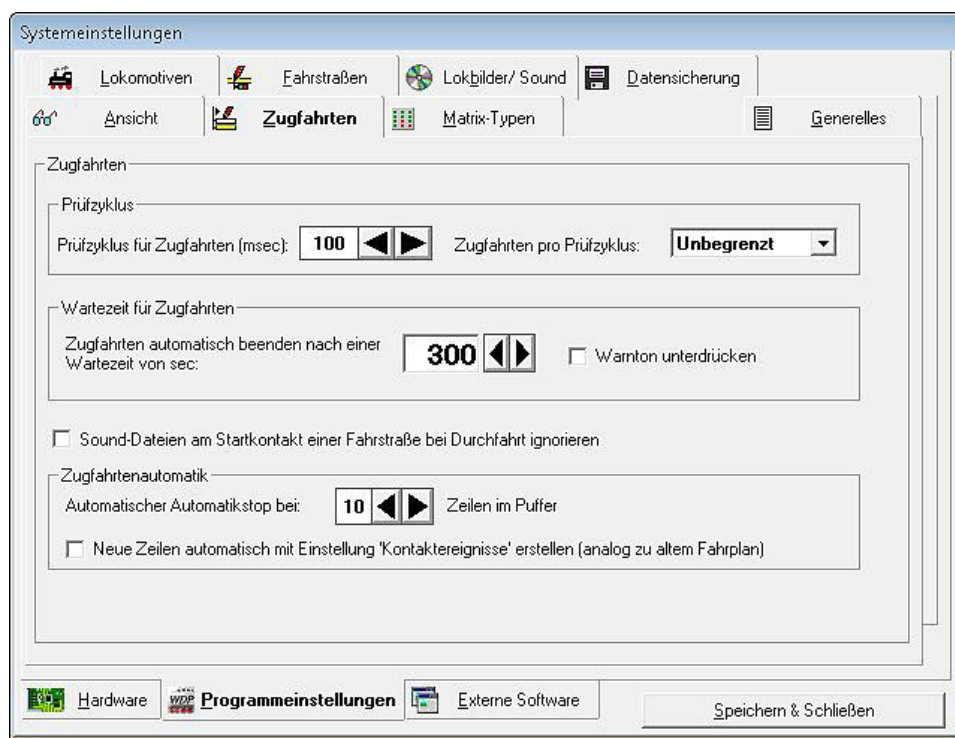 Systemeinstellungen
Lokomotiven
Fahrstraßen
Lokbilder/ Sound
Datensicherung
Ansicht
Zugfahrten
Matrix-Typen
Generelles
Zugfahrten
Prüfzyklus
Prüfzyklus für Zugfahrten (msec): 100 Zugfahrten pro Prüfzyklus: Unbegrenzt
Wartezeit für Zugfahrten
Zugfahrten automatisch beenden nach einer
Wartezeit von sec:
300
Warnton unterdrücken
Sound-Dateien am Startkontakt einer Fahrstraße bei Durchfahrt ignorieren
Zugfahrtenautomatik
Automatischer Automatikstop bei: 10 Zeilen im Puffer
Neue Zeilen automatisch mit Einstellung 'Kontaktereignisse' erstellen (analog zu altem Fahrplan)
Hardware
WDP Programmeinstellungen
Externe Software
Speichern & Schließen